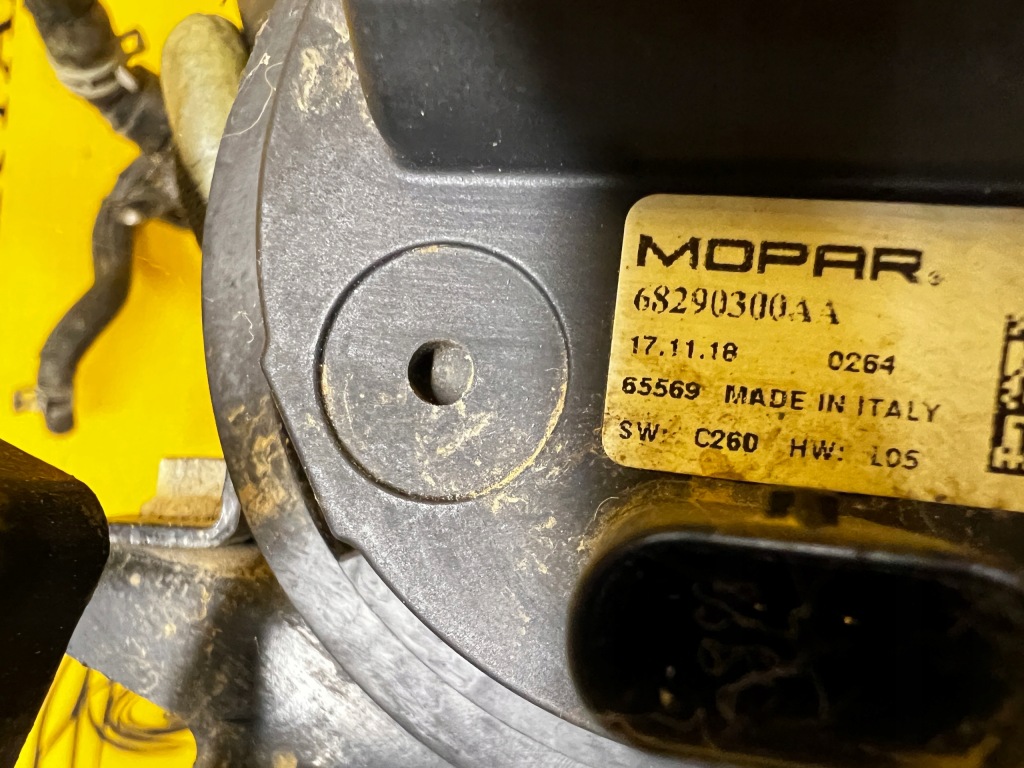 MOPAR®
68290300AA
17.11.18 0264
65569 MADE IN ITALY
SW: C260 HW: L05